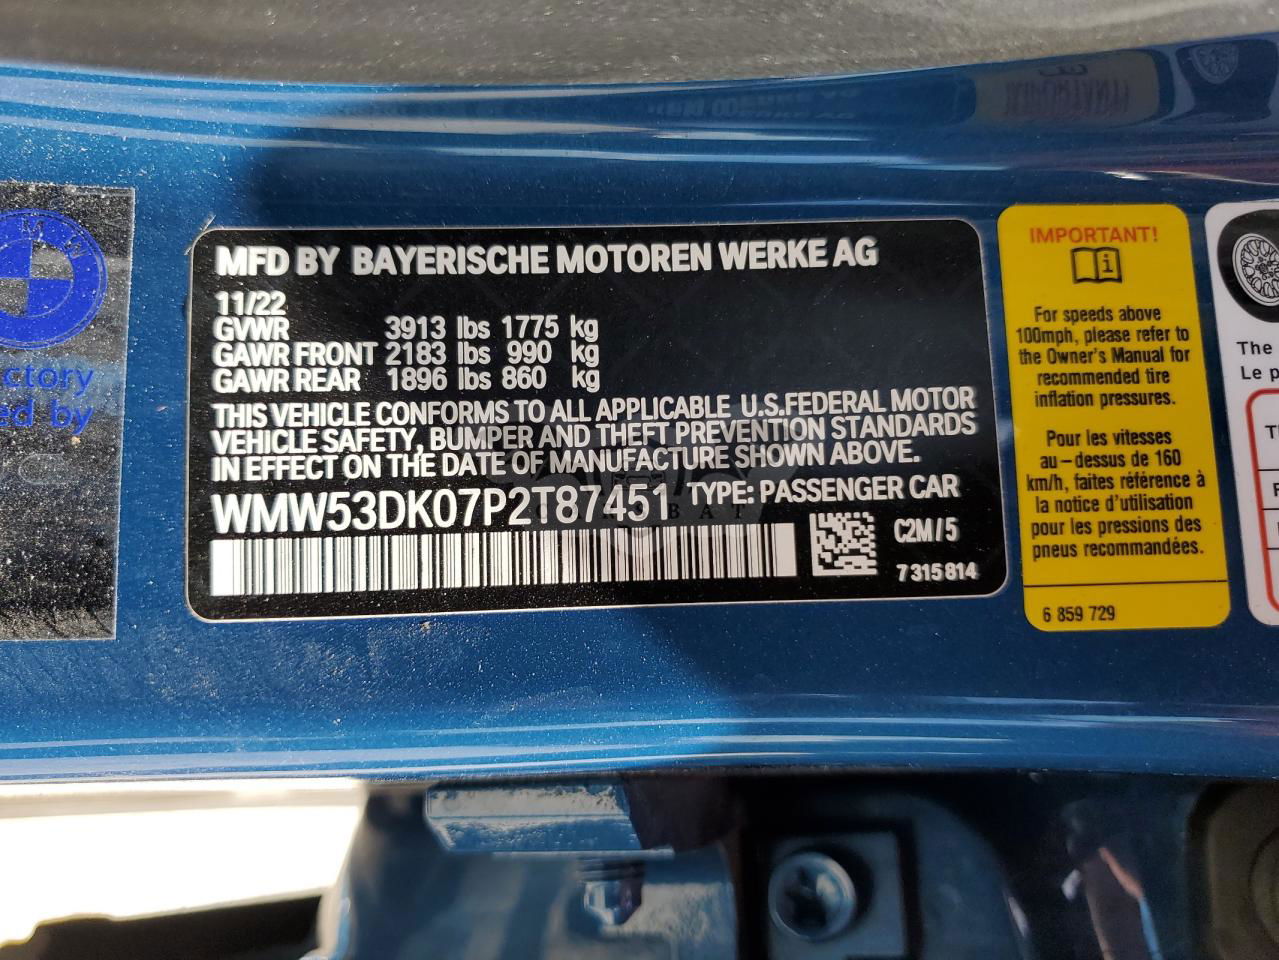 BMW
ctory
ed by
MFD BY BAYERISCHE MOTOREN WERKE AG
11/22
GVWR 3913 lbs 1775 kg
GAWR FRONT 2183 lbs 990 kg
GAWR REAR 1896 lbs 860 kg
THIS VEHICLE CONFORMS TO ALL APPLICABLE U.S.FEDERAL MOTOR
VEHICLE SAFETY, BUMPER AND THEFT PREVENTION STANDARDS
IN EFFECT ON THE DATE OF MANUFACTURE SHOWN ABOVE.
WMW53DK07P2T87451 TYPE: PASSENGER CAR
C2M/5
7315814
IMPORTANT!
For speeds above
100mph, please refer to
the Owner's Manual for
recommended tire
inflation pressures.
Pour les vitesses
au-dessus de 160
km/h, faites référence à
la notice d'utilisation
pour les pressions des
pneus recommandées.
6 859 729
The
Le p